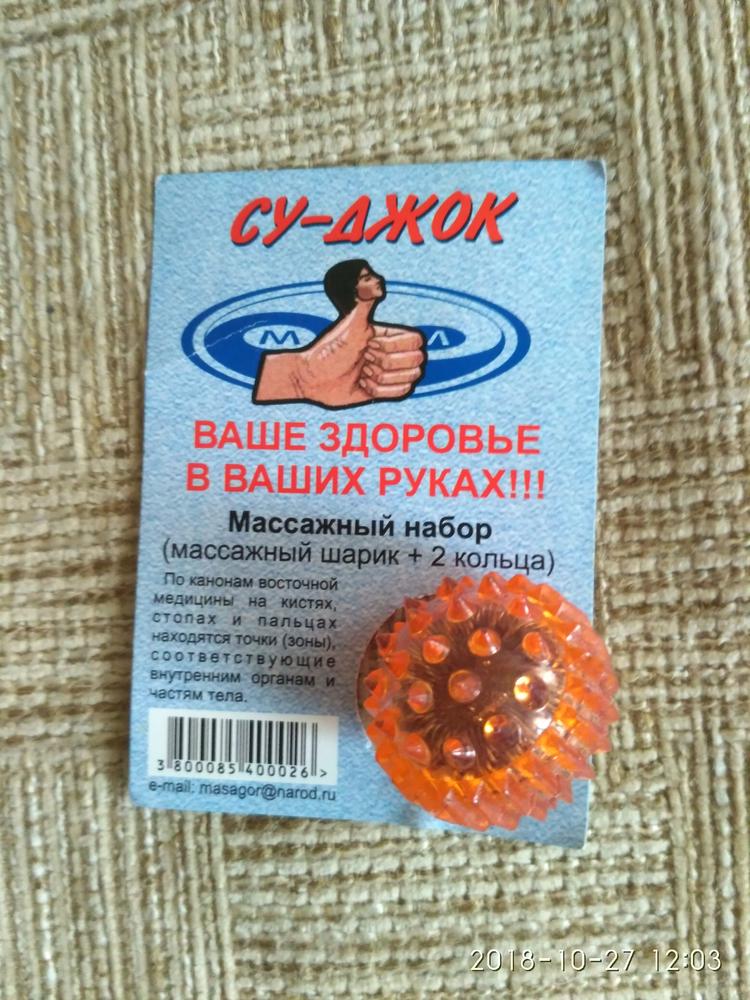 СУ-ДЖОК
М Л
ВАШЕ ЗДОРОВЬЕ
В ВАШИХ РУКАХ!!!
Массажный набор
(массажный шарик + 2 кольца)
По канонам восточной
медицины на кистях,
стопах и пальцах
находятся точки (зоны),
соответствующие
внутренним органам и
частям тела.
3 800085 400026 >
e-mail: masagor@narod.ru
2018-10-27 12:03